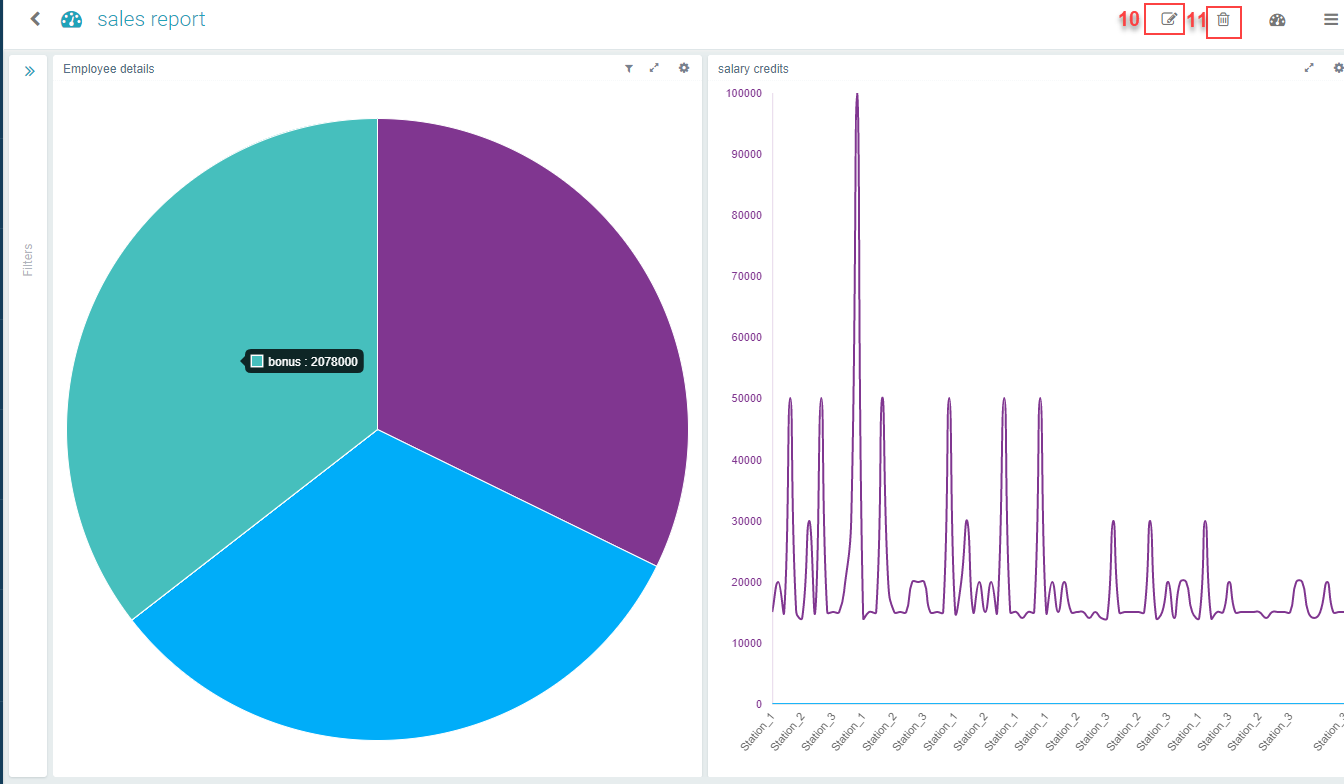 sales report
10
11
Filters
Employee details
bonus : 2078000
salary credits
100000
90000
80000
70000
60000
50000
40000
30000
20000
10000
0
Station_1
Station_2
Station_3
Station_1
Station_2
Station_3
Station_1
Station_2
Station_1
Station_1
Station_2
Station_3
Station_2
Station_3
Station_1
Station_3
Station_2
Station_3